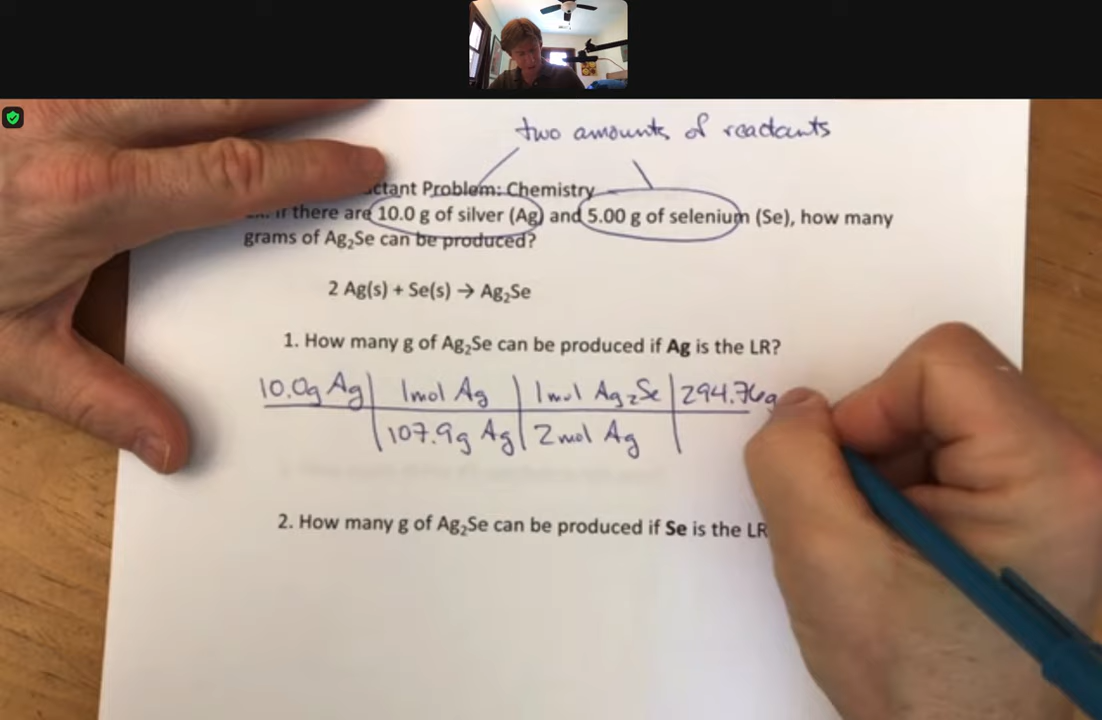 two amounts of reactants
ctant Problem: Chemistry
If there are 10.0 g of silver (Ag) and 5.00 g of selenium (Se), how many
grams of Ag₂Se can be produced?
2 Ag(s) + Se(s) → Ag₂Se
1. How many g of Ag₂Se can be produced if Ag is the LR?
10.0g Ag | 1mol Ag | 1mol Ag₂Se | 294.76g
107.9g Ag | 2mol Ag
2. How many g of Ag₂Se can be produced if Se is the LR